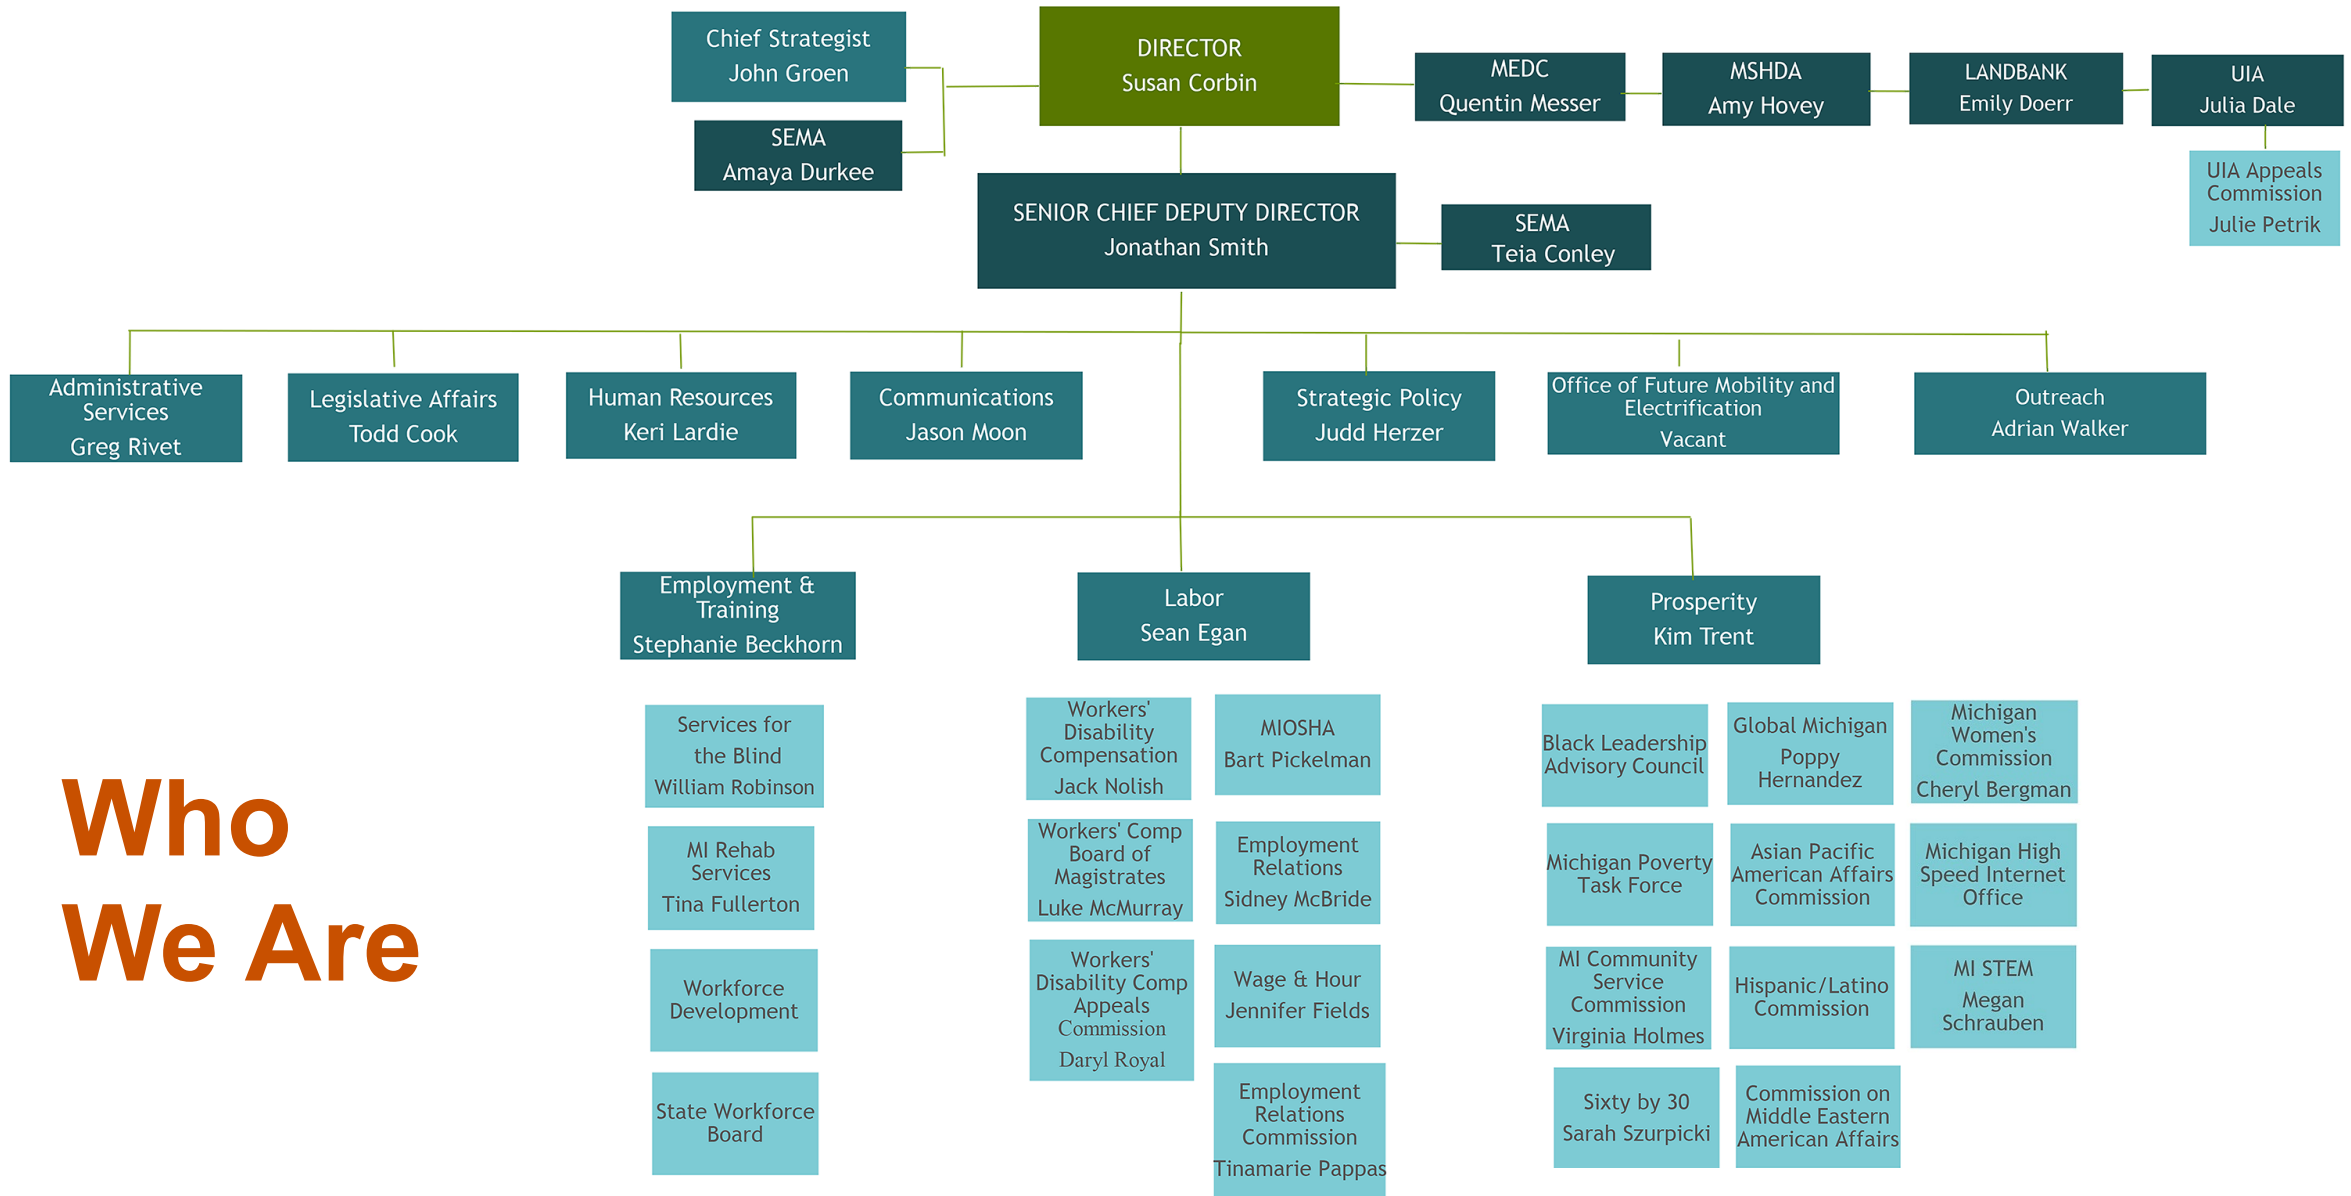 Chief Strategist
John Groen
DIRECTOR
Susan Corbin
MEDC
Quentin Messer
MSHDA
Amy Hovey
LANDBANK
Emily Doerr
UIA
Julia Dale
SEMA
Amaya Durkee
UIA Appeals
Commission
Julie Petrik
SENIOR CHIEF DEPUTY DIRECTOR
Jonathan Smith
SEMA
Teia Conley
Administrative
Services
Greg Rivet
Legislative Affairs
Todd Cook
Human Resources
Keri Lardie
Communications
Jason Moon
Strategic Policy
Judd Herzer
Office of Future Mobility and
Electrification
Vacant
Outreach
Adrian Walker
Employment &
Training
Stephanie Beckhorn
Labor
Sean Egan
Prosperity
Kim Trent
Services for
the Blind
William Robinson
MI Rehab
Services
Tina Fullerton
Workforce
Development
State Workforce
Board
Workers'
Disability
Compensation
Jack Nolish
MIOSHA
Bart Pickelman
Workers' Comp
Board of
Magistrates
Luke McMurray
Employment
Relations
Sidney McBride
Workers'
Disability Comp
Appeals
Commission
Daryl Royal
Wage & Hour
Jennifer Fields
Employment
Relations
Commission
Tinamarie Pappas
Black Leadership
Advisory Council
Global Michigan
Poppy
Hernandez
Michigan
Women's
Commission
Cheryl Bergman
Michigan Poverty
Task Force
Asian Pacific
American Affairs
Commission
Michigan High
Speed Internet
Office
MI Community
Service
Commission
Virginia Holmes
Hispanic/Latino
Commission
MI STEM
Megan
Schrauben
Sixty by 30
Sarah Szurpicki
Commission on
Middle Eastern
American Affairs
Who
We Are